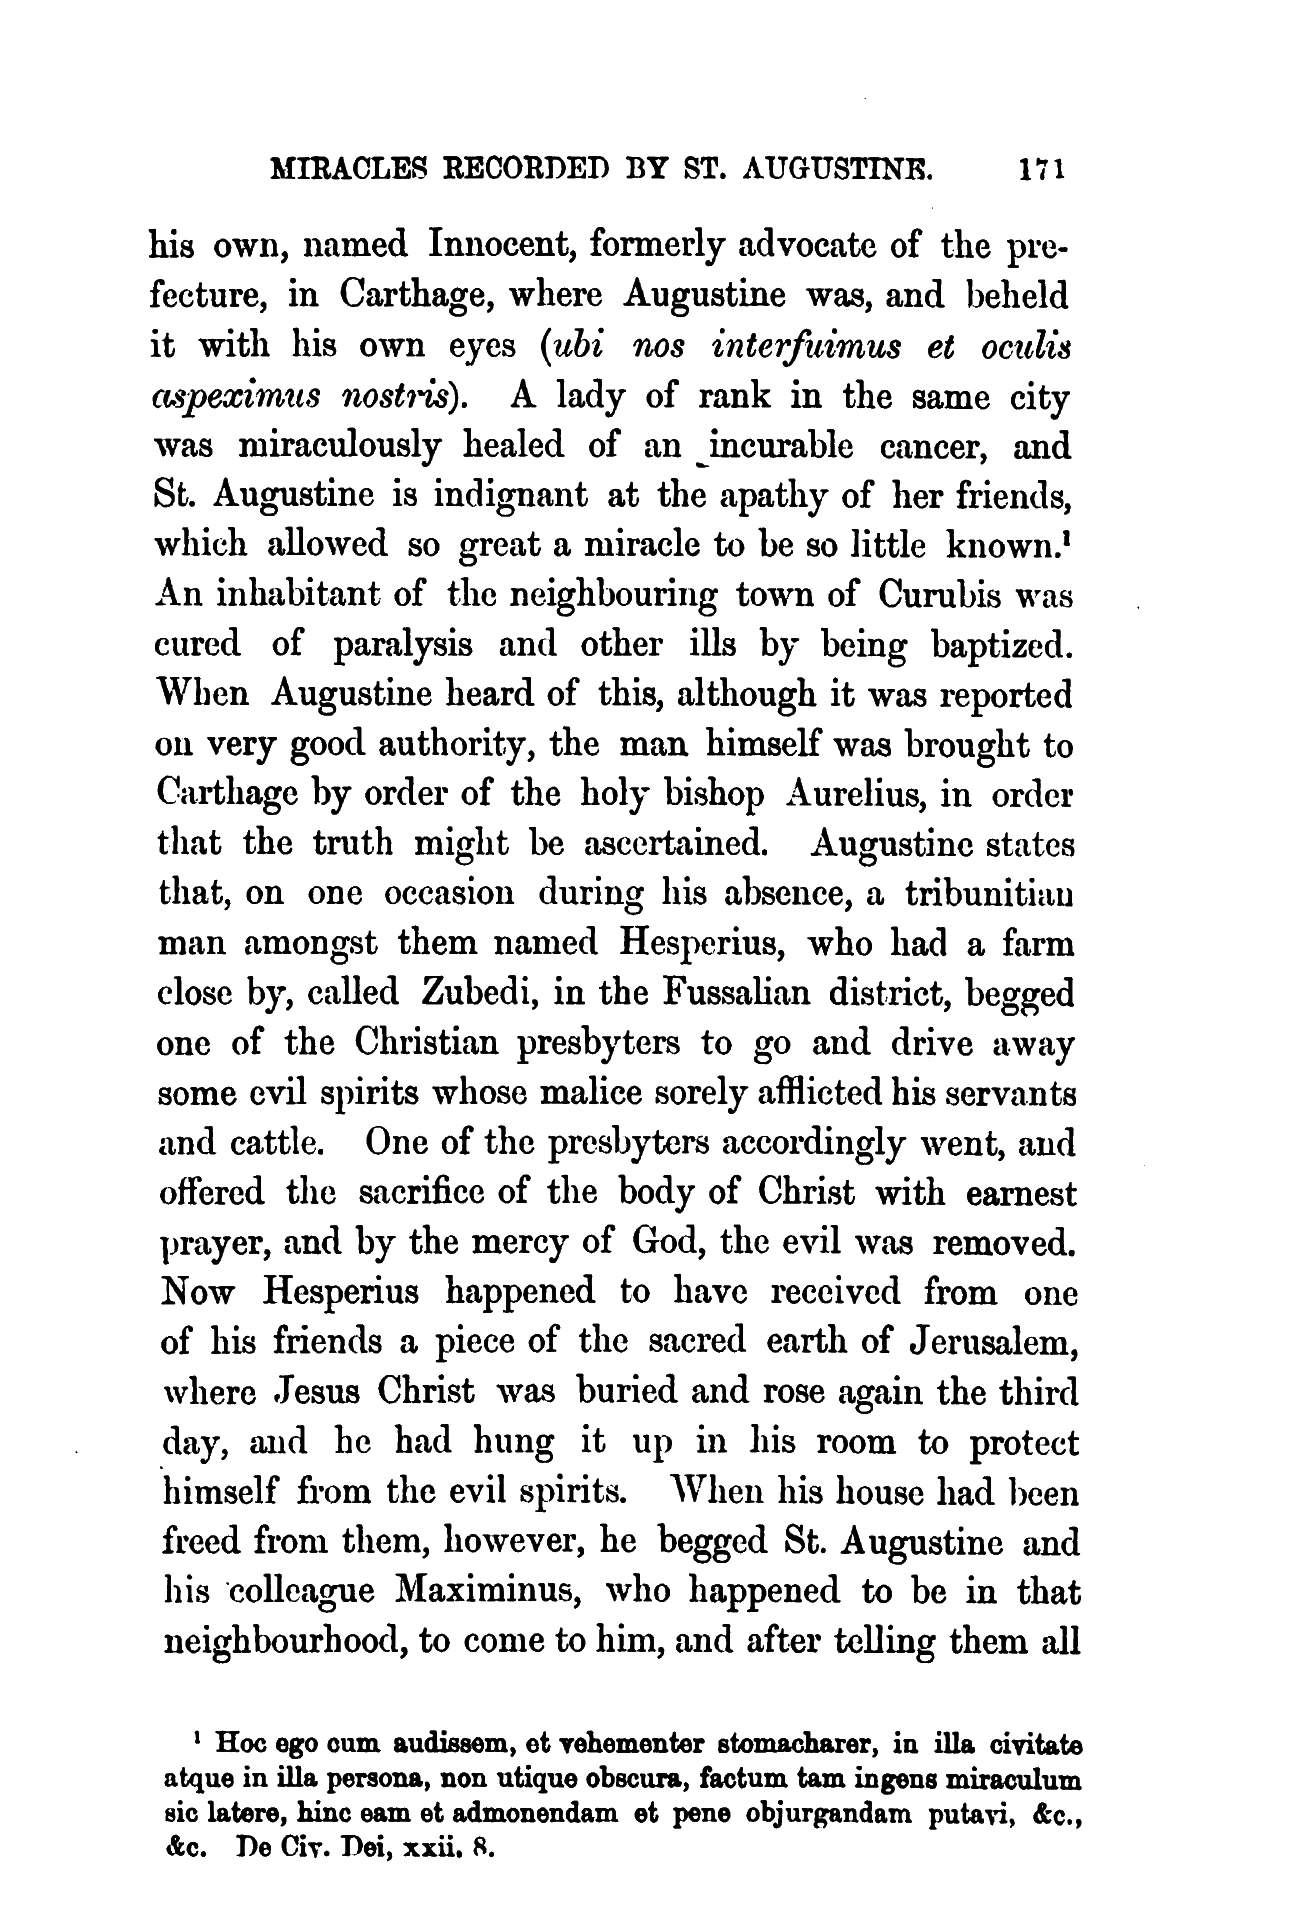 MIRACLES RECORDED BY ST. AUGUSTINE. 171
his own, named Innocent, formerly advocate of the pre-
fecture, in Carthage, where Augustine was, and beheld
it with his own eyes (ubi nos interfuimus et oculis
aspeximus nostris). A lady of rank in the same city
was miraculously healed of an incurable cancer, and
St. Augustine is indignant at the apathy of her friends,
which allowed so great a miracle to be so little known.¹
An inhabitant of the neighbouring town of Curubis was
cured of paralysis and other ills by being baptized.
When Augustine heard of this, although it was reported
on very good authority, the man himself was brought to
Carthage by order of the holy bishop Aurelius, in order
that the truth might be ascertained. Augustine states
that, on one occasion during his absence, a tribunitian
man amongst them named Hesperius, who had a farm
close by, called Zubedi, in the Fussalian district, begged
one of the Christian presbyters to go and drive away
some evil spirits whose malice sorely afflicted his servants
and cattle. One of the presbyters accordingly went, and
offered the sacrifice of the body of Christ with earnest
prayer, and by the mercy of God, the evil was removed.
Now Hesperius happened to have received from one
of his friends a piece of the sacred earth of Jerusalem,
where Jesus Christ was buried and rose again the third
day, and he had hung it up in his room to protect
himself from the evil spirits. When his house had been
freed from them, however, he begged St. Augustine and
his colleague Maximinus, who happened to be in that
neighbourhood, to come to him, and after telling them all
¹ Hoc ego cum audissem, et vehementer stomacharer, in illa civitate
atque in illa persona, non utique obscura, factum tam ingens miraculum
sic latere, hinc eam et admonendam et pene objurgandam putavi, &c.,
&c. De Civ. Dei, xxii. 8.